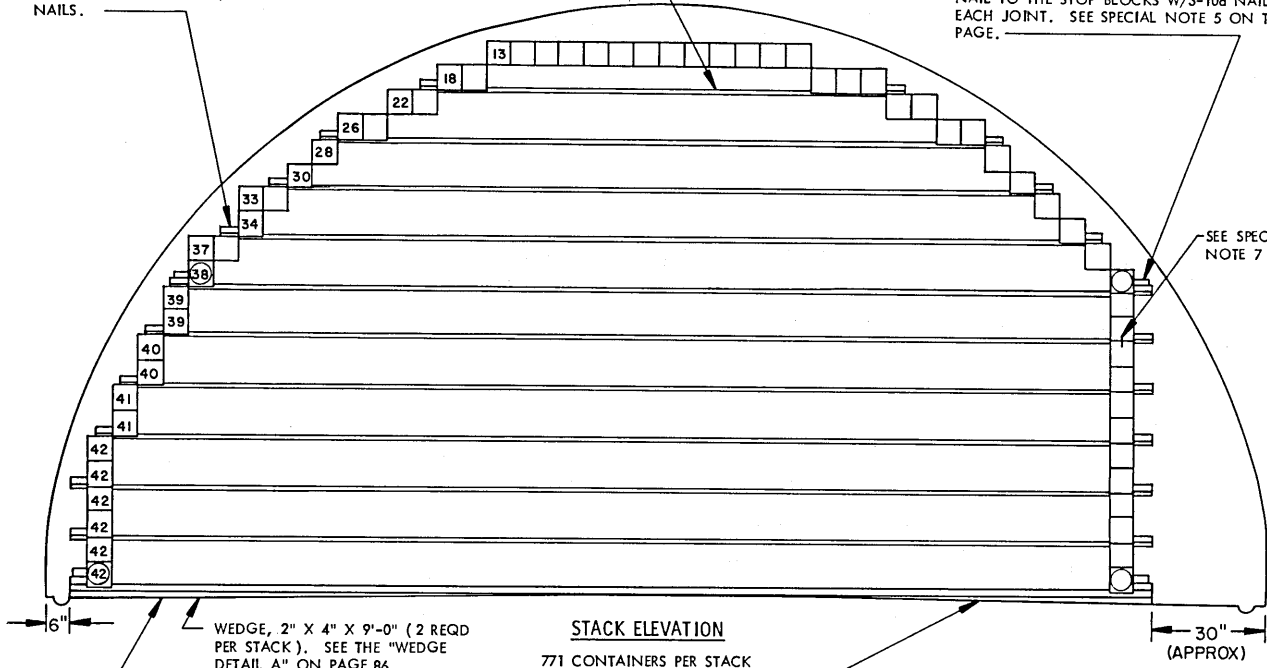 NAILS.
NAIL TO THE STOP BLOCKS W/3-10d NAILS
EACH JOINT. SEE SPECIAL NOTE 5 ON
PAGE.
13
18
22
26
28
30
33
34
37
38
39
39
40
40
41
41
42
42
42
42
42
42
SEE SPEC
NOTE 7
6"
WEDGE, 2" X 4" X 9'-0" (2 REQD
PER STACK). SEE THE "WEDGE
DETAIL A" ON PAGE 86
STACK ELEVATION
771 CONTAINERS PER STACK
30"
(APPROX)